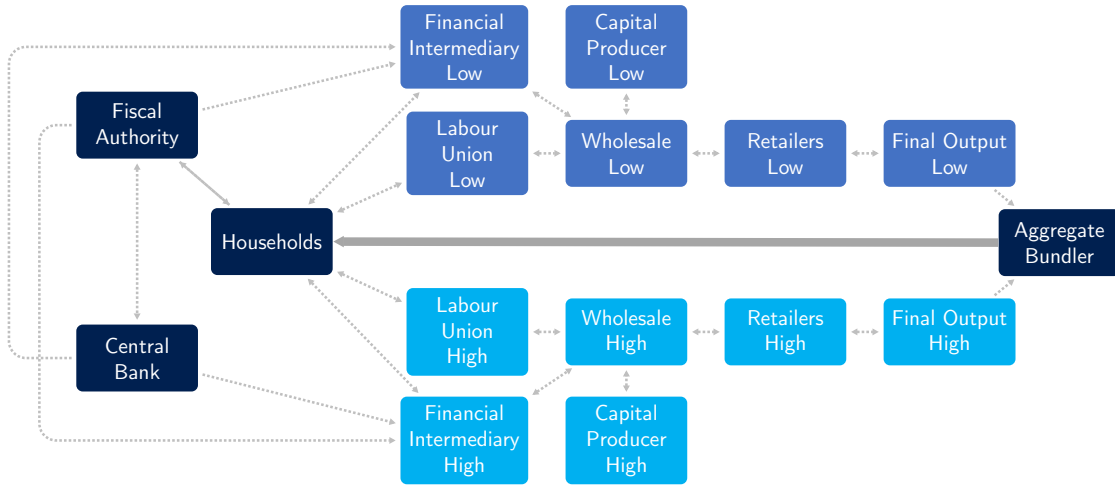 Financial
Intermediary
Low
Capital
Producer
Low
Fiscal
Authority
Labour
Union
Low
Wholesale
Low
Retailers
Low
Final Output
Low
Households
Aggregate
Bundler
Labour
Union
High
Wholesale
High
Retailers
High
Final Output
High
Central
Bank
Financial
Intermediary
High
Capital
Producer
High